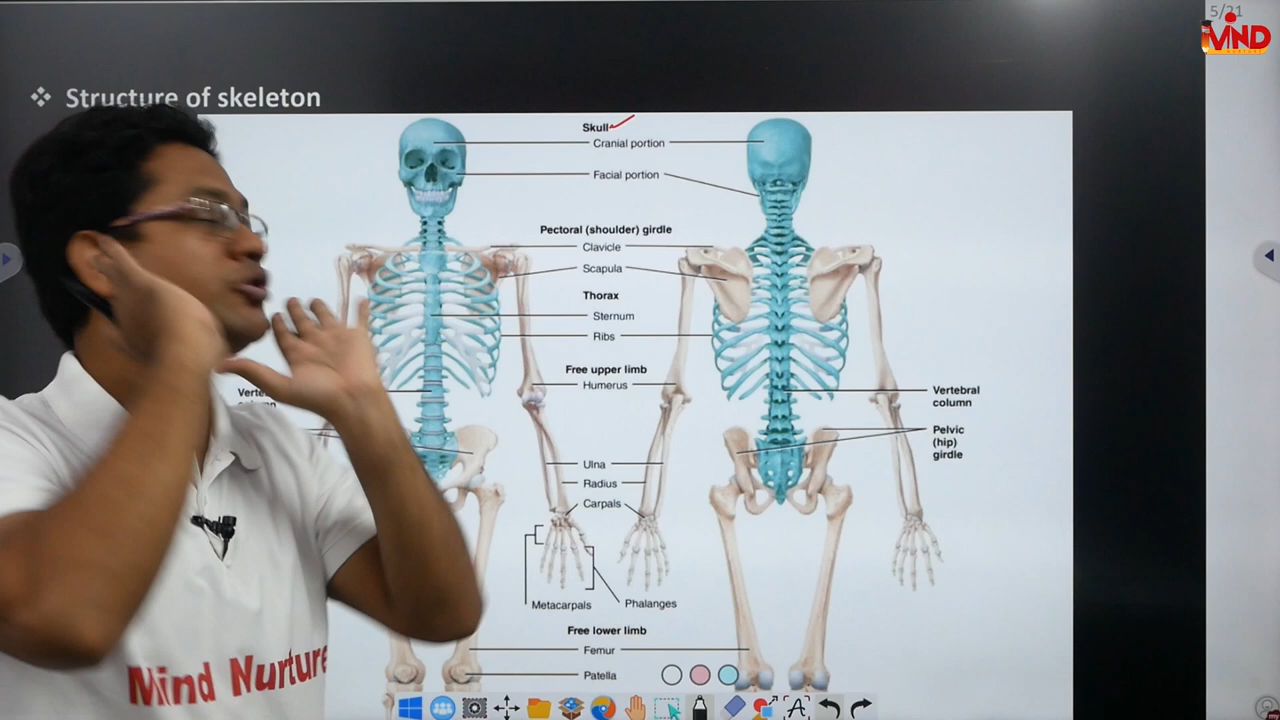 5/21
MIND
NURTURE
❖ Structure of skeleton
Skull
Cranial portion
Facial portion
Pectoral (shoulder) girdle
Clavicle
Scapula
Thorax
Sternum
Ribs
Free upper limb
Humerus
Vertebral
column
Pelvic
(hip)
girdle
Ulna
Radius
Carpals
Metacarpals
Phalanges
Free lower limb
Femur
Patella
Mind Nurture